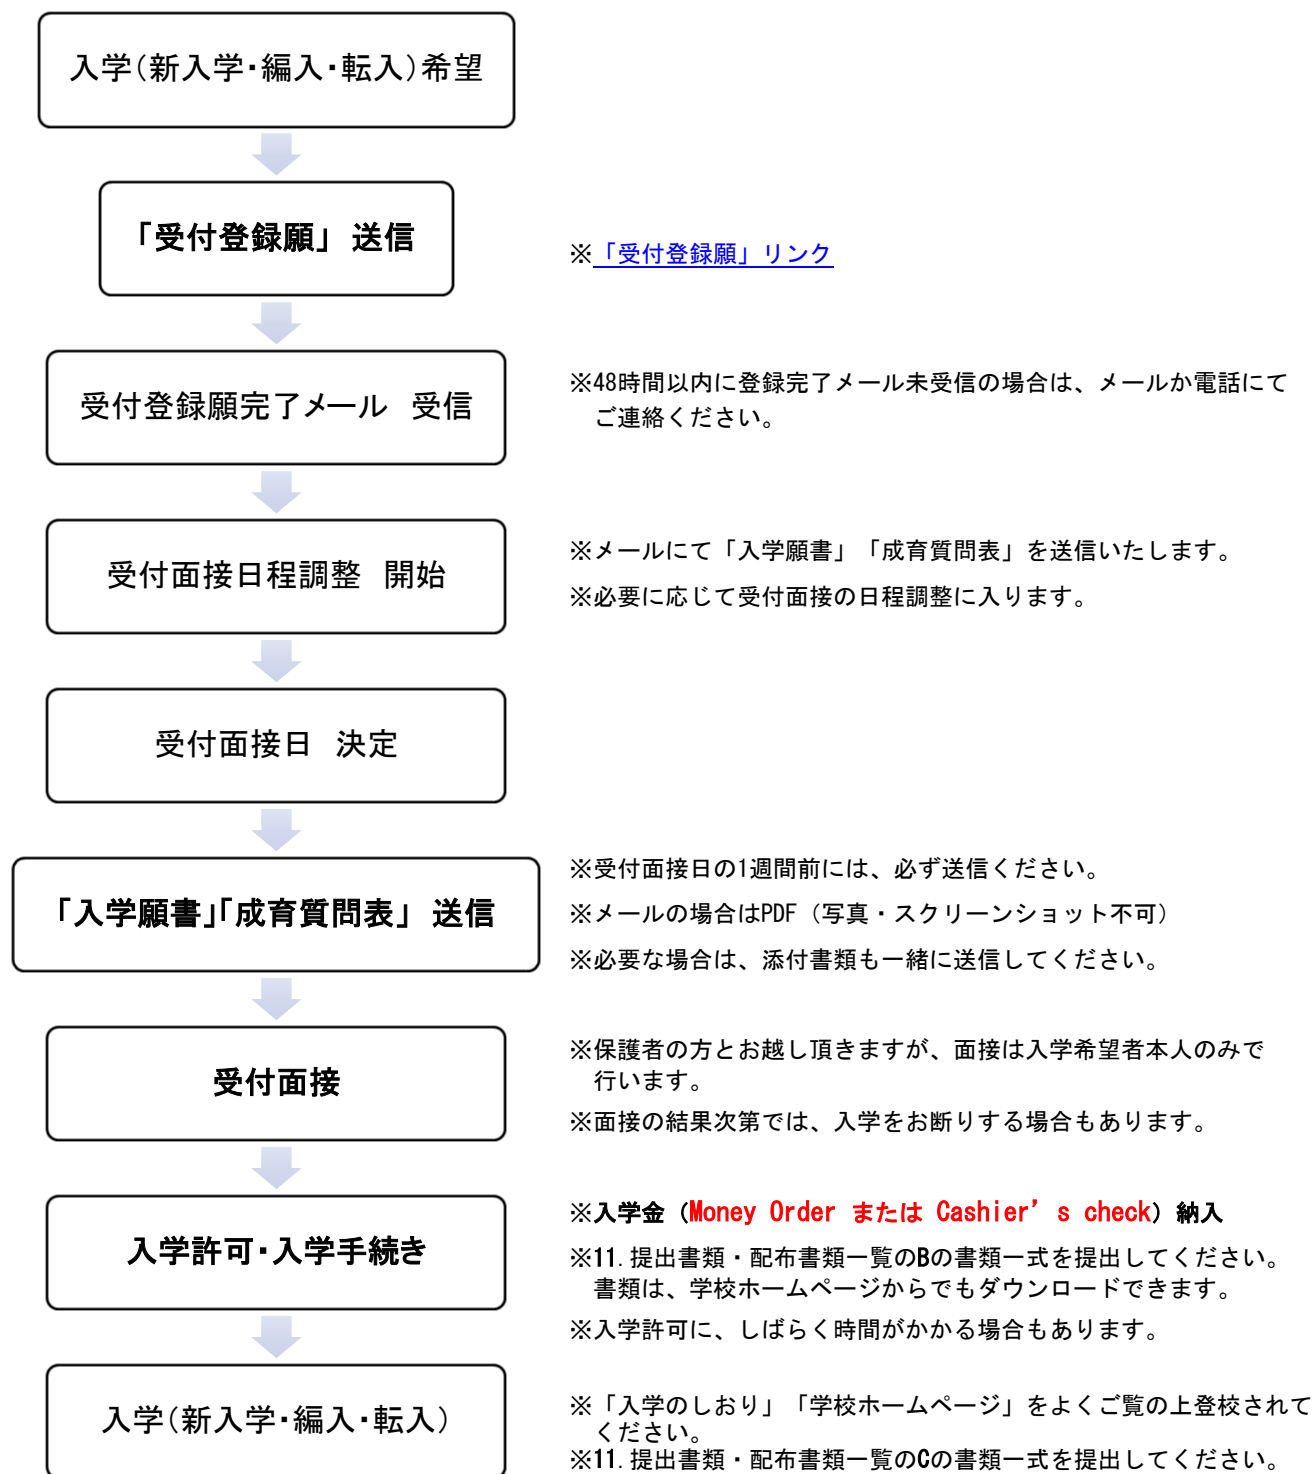 入学(新入学・編入・転入)希望
「受付登録願」 送信
※「受付登録願」リンク
受付登録願完了メール 受信
※48時間以内に登録完了メール未受信の場合は、メールか電話にて
ご連絡ください。
受付面接日程調整 開始
※メールにて「入学願書」「成育質問表」を送信いたします。
※必要に応じて受付面接の日程調整に入ります。
受付面接日 決定
「入学願書」「成育質問表」 送信
※受付面接日の1週間前には、必ず送信ください。
※メールの場合はPDF（写真・スクリーンショット不可）
※必要な場合は、添付書類も一緒に送信してください。
受付面接
※保護者の方とお越し頂きますが、面接は入学希望者本人のみで
行います。
※面接の結果次第では、入学をお断りする場合もあります。
入学許可・入学手続き
※入学金（Money Order または Cashier’s check）納入
※11.提出書類・配布書類一覧のBの書類一式を提出してください。
書類は、学校ホームページからでもダウンロードできます。
※入学許可に、しばらく時間がかかる場合もあります。
入学(新入学・編入・転入)
※「入学のしおり」「学校ホームページ」をよくご覧の上登校されて
ください。
※11.提出書類・配布書類一覧のCの書類一式を提出してください。